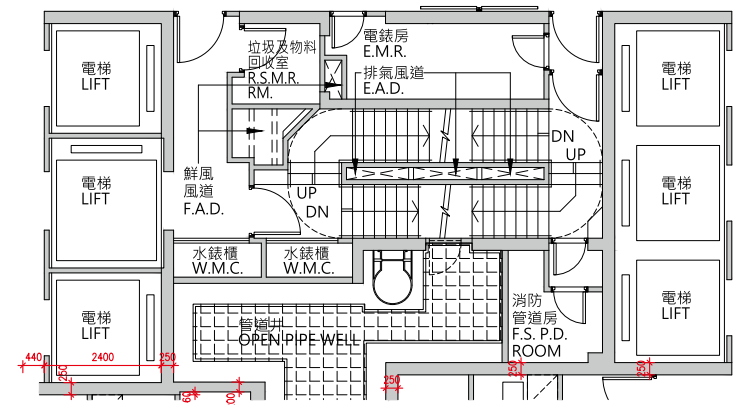 垃圾及物料
回收室
R.S.M.R.
RM.
電錶房
E.M.R.
排氣風道
E.A.D.
電梯
LIFT
電梯
LIFT
DN
UP
鮮風
風道
F.A.D.
電梯
LIFT
電梯
LIFT
UP
DN
水錶櫃
W.M.C.
水錶櫃
W.M.C.
電梯
LIFT
電梯
LIFT
管道井
OPEN PIPE WELL
消防
管道房
F.S. P.D.
ROOM
440
2400
250
250
250
250
250